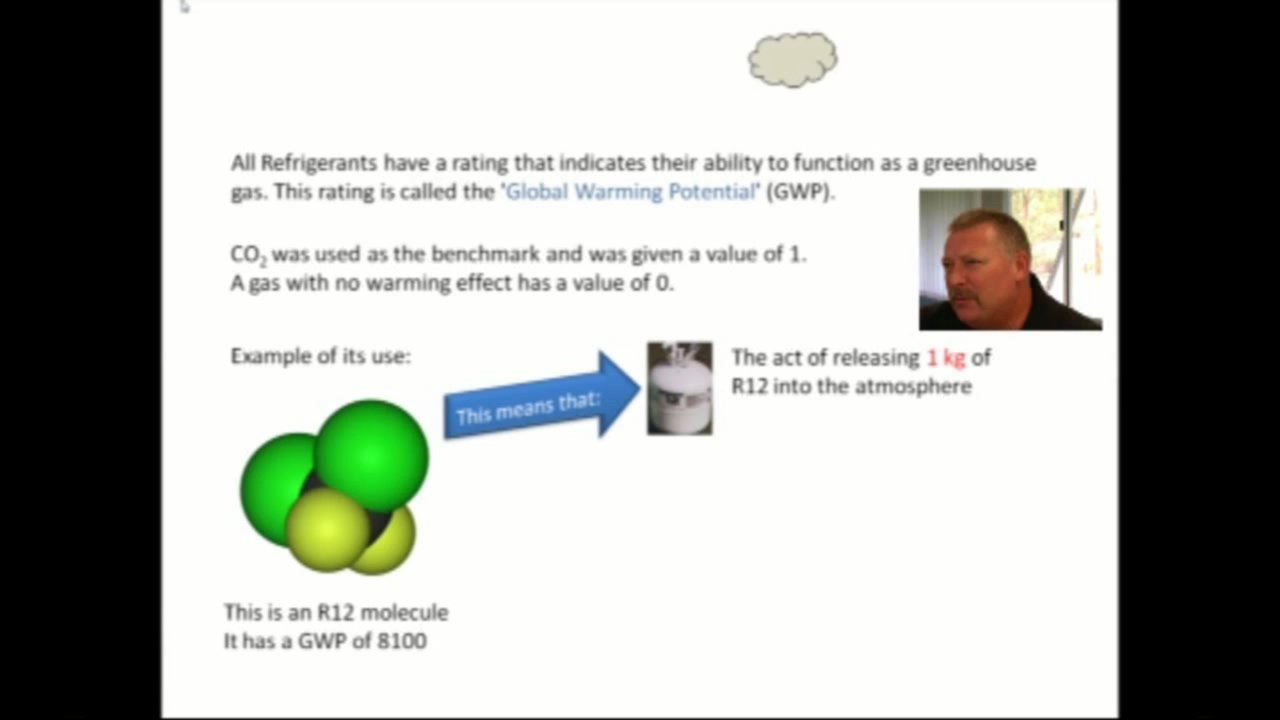 All Refrigerants have a rating that indicates their ability to function as a greenhouse
gas. This rating is called the 'Global Warming Potential' (GWP).
CO₂ was used as the benchmark and was given a value of 1.
A gas with no warming effect has a value of 0.
Example of its use:
This means that:
The act of releasing 1 kg of
R12 into the atmosphere
This is an R12 molecule
It has a GWP of 8100